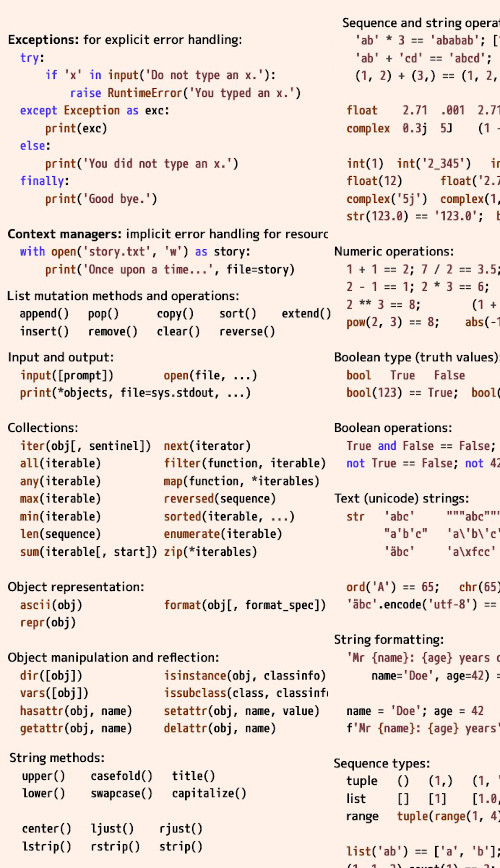 Exceptions: for explicit error handling:
try:
if 'x' in input('Do not type an x.'):
raise RuntimeError('You typed an x.')
except Exception as exc:
print(exc)
else:
print('You did not type an x.')
finally:
print('Good bye.')
Context managers: implicit error handling for resourc
with open('story.txt', 'w') as story:
print('Once upon a time...', file=story)
List mutation methods and operations:
append() pop() copy() sort() extend()
insert() remove() clear() reverse()
Input and output:
input([prompt]) open(file, ...)
print(*objects, file=sys.stdout, ...)
Collections:
iter(obj[, sentinel]) next(iterator)
all(iterable) filter(function, iterable)
any(iterable) map(function, *iterables)
max(iterable) reversed(sequence)
min(iterable) sorted(iterable, ...)
len(sequence) enumerate(iterable)
sum(iterable[, start]) zip(*iterables)
Object representation:
ascii(obj) format(obj[, format_spec])
repr(obj)
Object manipulation and reflection:
dir([obj]) isinstance(obj, classinfo)
vars([obj]) issubclass(class, classinf
hasattr(obj, name) setattr(obj, name, value)
getattr(obj, name) delattr(obj, name)
String methods:
upper() casefold() title()
lower() swapcase() capitalize()
center() ljust() rjust()
lstrip() rstrip() strip()
Sequence and string operat
'ab' * 3 == 'ababab'; [
'ab' + 'cd' == 'abcd';
(1, 2) + (3,) == (1, 2,
float 2.71 .001 2.71
complex 0.3j 5J (1 -
int(1) int('2_345') in
float(12) float('2.7
complex('5j') complex(1,
str(123.0) == '123.0'; b
Numeric operations:
1 + 1 == 2; 7 / 2 == 3.5;
2 - 1 == 1; 2 * 3 == 6;
2 ** 3 == 8; (1 +
pow(2, 3) == 8; abs(-1
Boolean type (truth values):
bool True False
bool(123) == True; bool(
Boolean operations:
True and False == False;
not True == False; not 42
Text (unicode) strings:
str 'abc' """abc"""
"a'b'c" 'a\'b\'c'
'äbc' 'a\xfcc'
ord('A') == 65; chr(65)
'äbc'.encode('utf-8') ==
String formatting:
'Mr {name}: {age} years o
name='Doe', age=42) =
name = 'Doe'; age = 42
f'Mr {name}: {age} years'
Sequence types:
tuple () (1,) (1, '
list [] [1] [1.0,
range tuple(range(1, 4)
list('ab') == ['a', 'b'];